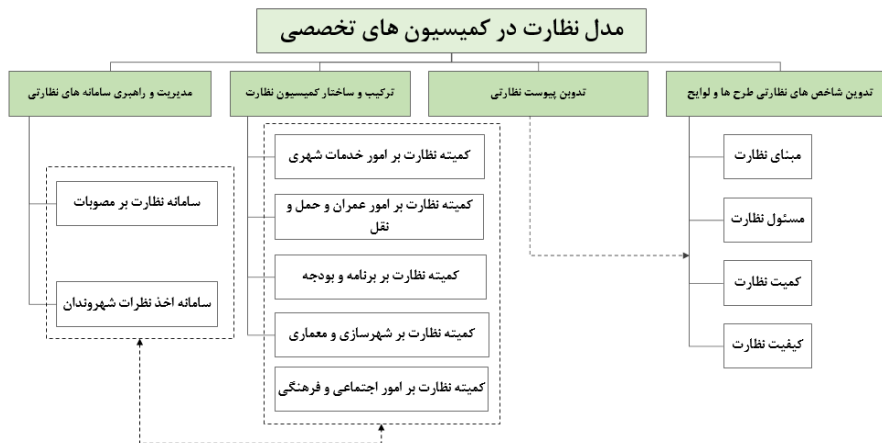 مدل نظارت در کمیسیون های تخصصی
تدوین شاخص های نظارتی طرح ها و لوایح
تدوین پیوست نظارتی
ترکیب و ساختار کمیسیون نظارت
مدیریت و راهبری سامانه های نظارتی
مبنای نظارت
مسئول نظارت
کمیت نظارت
کیفیت نظارت
کمیته نظارت بر امور خدمات شهری
کمیته نظارت بر امور عمران و حمل و
نقل
کمیته نظارت بر برنامه و بودجه
کمیته نظارت بر شهرسازی و معماری
کمیته نظارت بر امور اجتماعی و فرهنگی
سامانه نظارت بر مصوبات
سامانه اخذ نظرات شهروندان